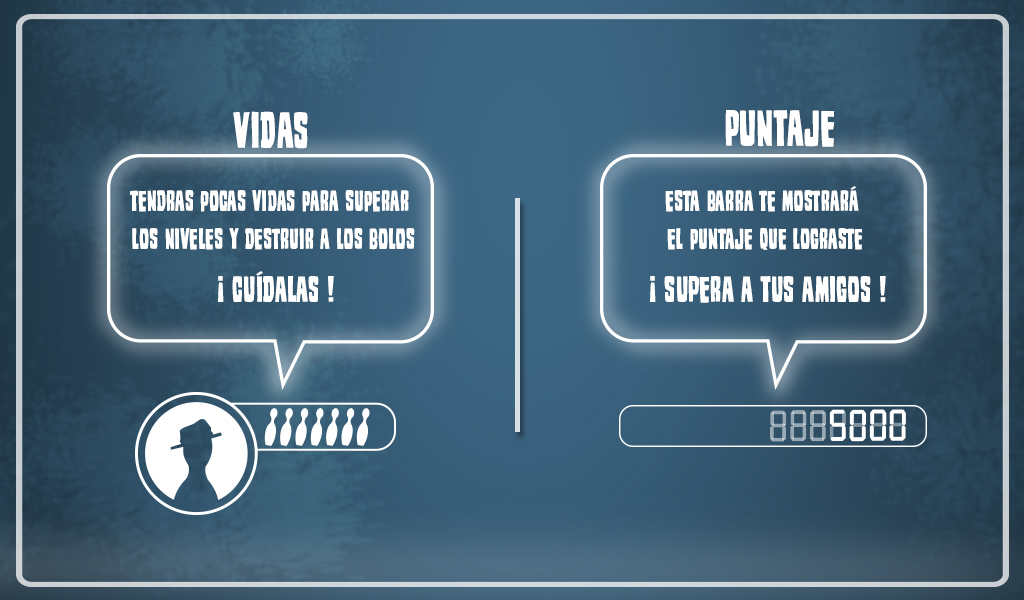 VIDAS
TENDRAS POCAS VIDAS PARA SUPERAR
LOS NIVELES Y DESTRUIR A LOS BOLOS
¡ CUÍDALAS !
PUNTAJE
ESTA BARRA TE MOSTRARÁ
EL PUNTAJE QUE LOGRASTE
¡ SUPERA A TUS AMIGOS !
8885000